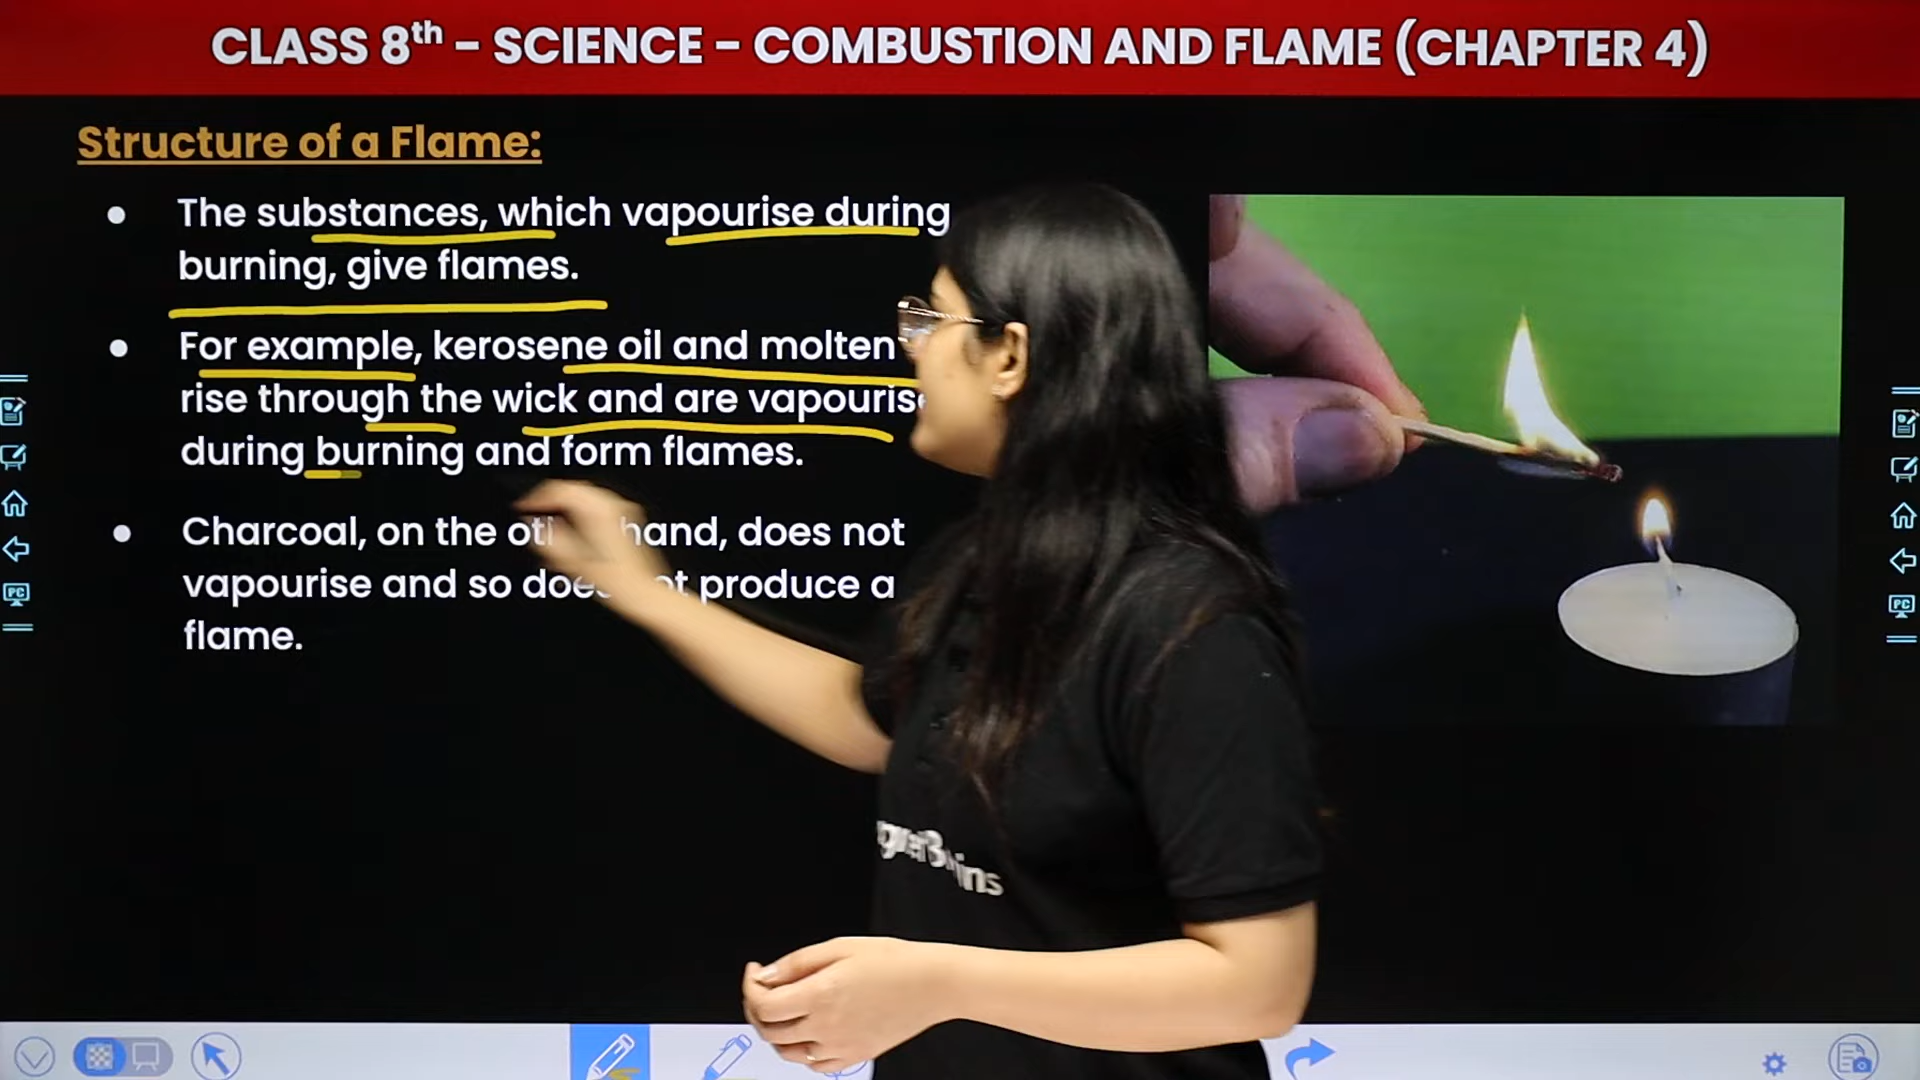 CLASS 8th – SCIENCE – COMBUSTION AND FLAME (CHAPTER 4)
Structure of a Flame:
The substances, which vapourise during
burning, give flames.
For example, kerosene oil and molten
rise through the wick and are
during burning and form flames.
Charcoal, on the hand, does not
vapourise and so produce a
flame.
PC
PC